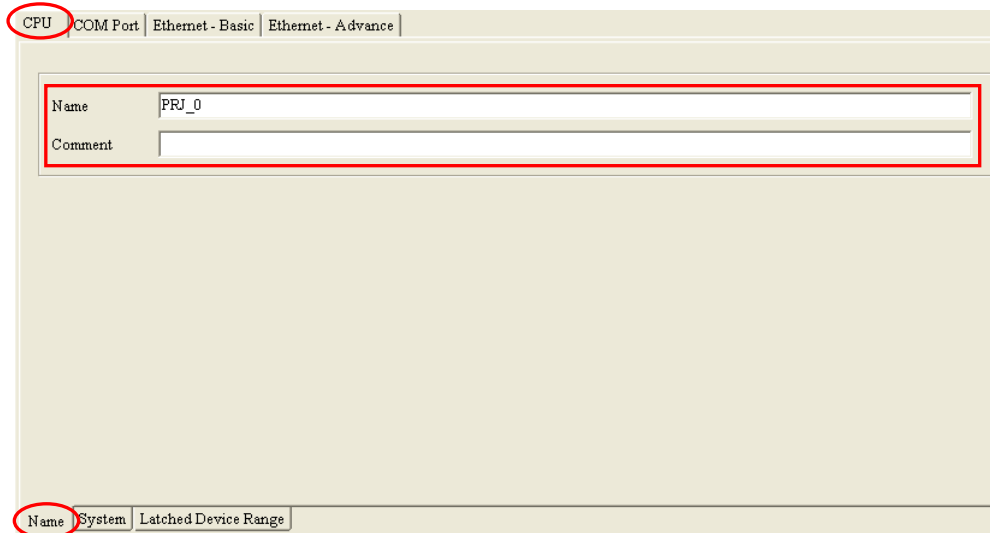 CPU COM Port Ethernet - Basic Ethernet - Advance
Name PRJ_0
Comment
Name System Latched Device Range